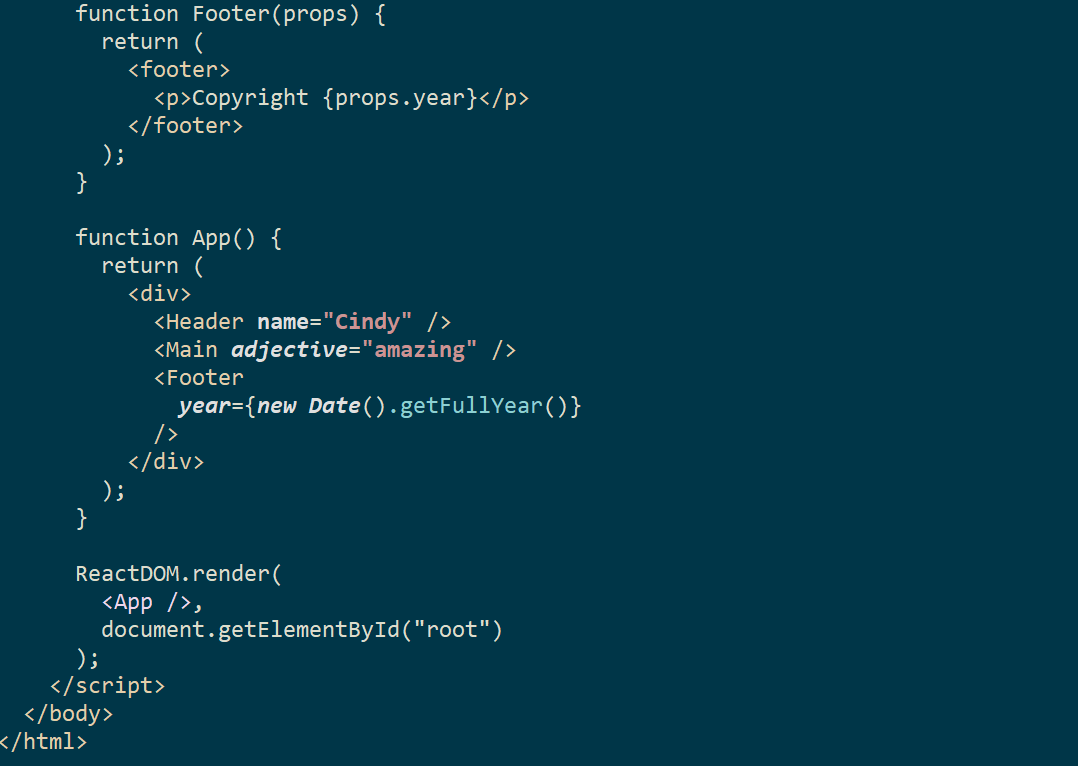 function Footer(props) {
return (
<footer>
<p>Copyright {props.year}</p>
</footer>
);
}
function App() {
return (
<div>
<Header name="Cindy" />
<Main adjective="amazing" />
<Footer
year={new Date().getFullYear()}
/>
</div>
);
}
ReactDOM.render(
<App />,
document.getElementById("root")
);
</script>
</body>
</html>